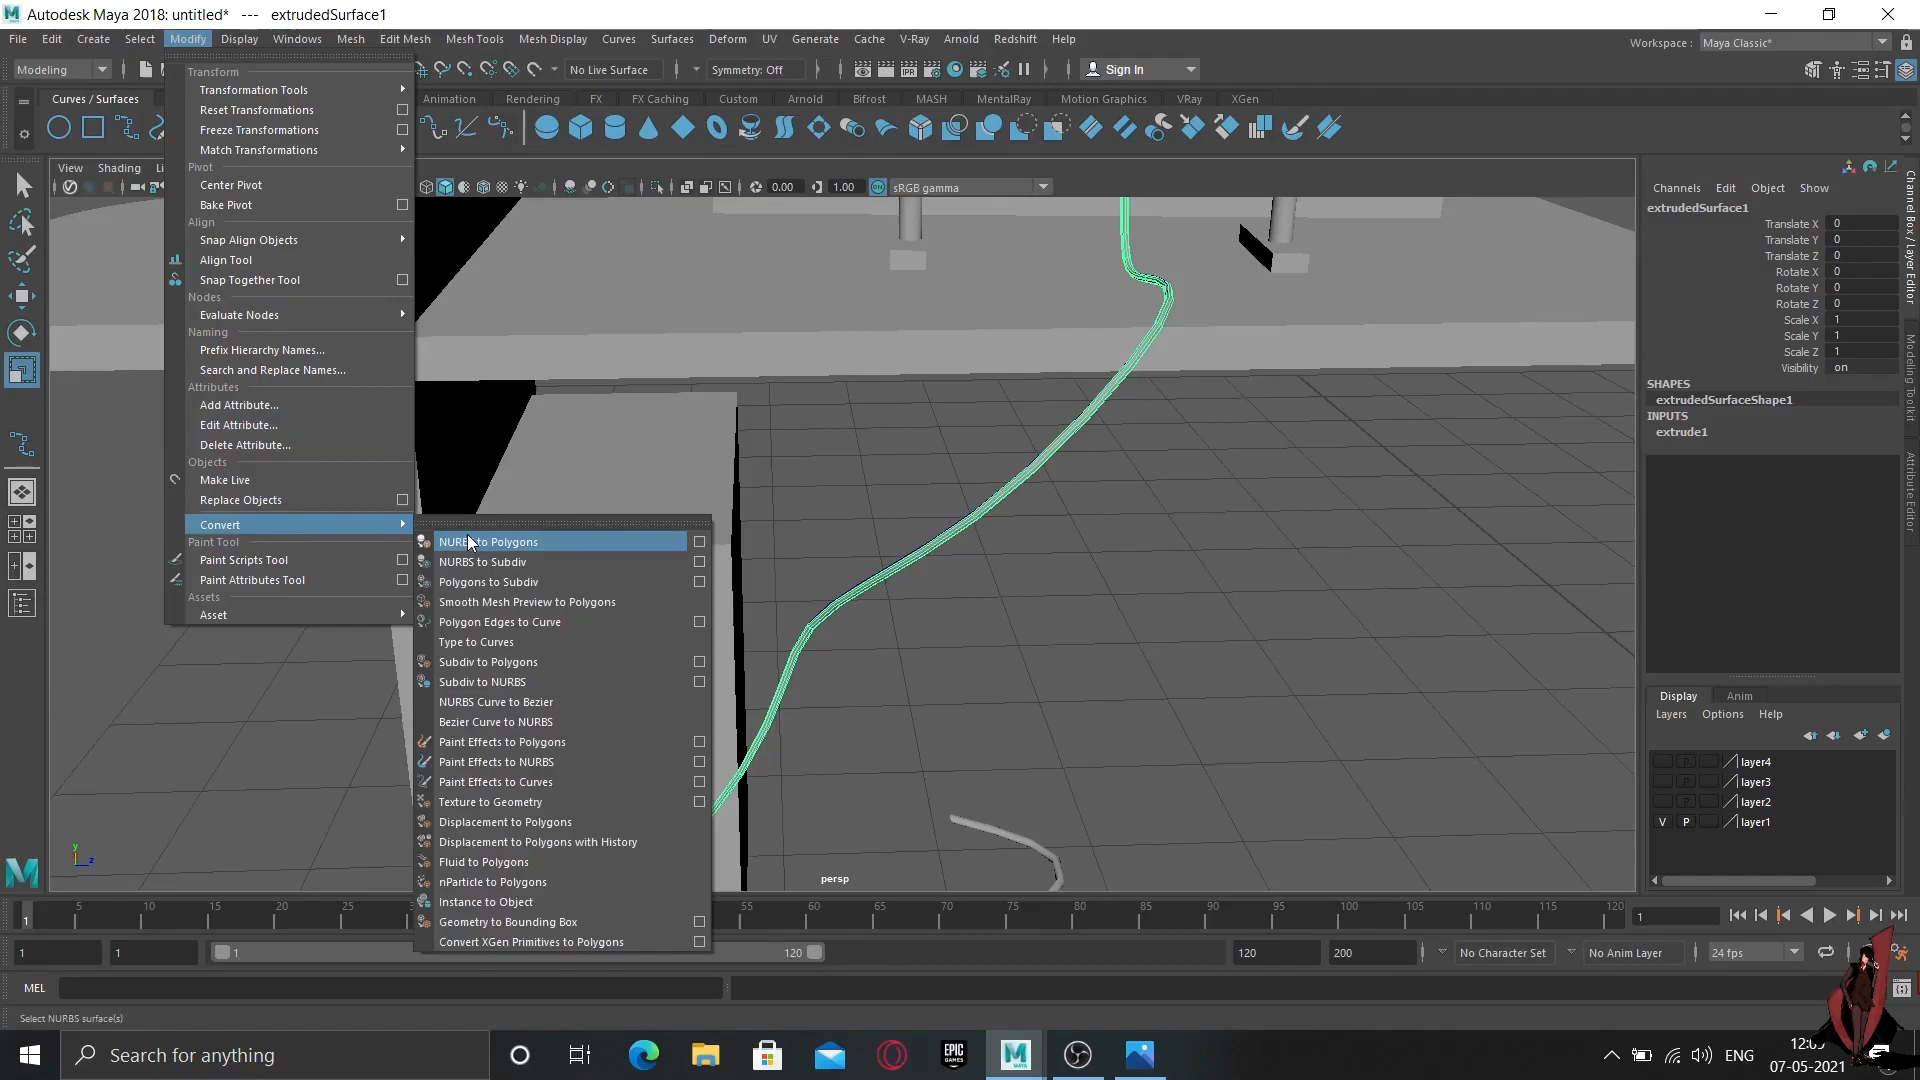 Autodesk Maya 2018: untitled*   ---   extrudedSurface1
File Edit Create Select Modify Display Windows Mesh Edit Mesh Mesh Tools Mesh Display Curves Surfaces Deform UV Generate Cache V-Ray Arnold Redshift Help
Workspace : Maya Classic*
Modeling
No Live Surface
Symmetry: Off
IPR
Sign In
Curves / Surfaces
Animation Rendering FX FX Caching Custom Arnold Bifrost MASH MentalRay Motion Graphics VRay XGen
View Shading
0.00
1.00
ON
sRGB gamma
Transform
Transformation Tools
Reset Transformations
Freeze Transformations
Match Transformations
Pivot
Center Pivot
Bake Pivot
Align
Snap Align Objects
Align Tool
Snap Together Tool
Nodes
Evaluate Nodes
Naming
Prefix Hierarchy Names...
Search and Replace Names...
Attributes
Add Attribute...
Edit Attribute...
Delete Attribute...
Objects
Make Live
Replace Objects
Convert
Paint Tool
Paint Scripts Tool
Paint Attributes Tool
Assets
Asset
to Polygons
NURBS to Subdiv
Polygons to Subdiv
Smooth Mesh Preview to Polygons
Polygon Edges to Curve
Type to Curves
Subdiv to Polygons
Subdiv to NURBS
NURBS Curve to Bezier
Bezier Curve to NURBS
Paint Effects to Polygons
Paint Effects to NURBS
Paint Effects to Curves
Texture to Geometry
Displacement to Polygons
Displacement to Polygons with History
Fluid to Polygons
nParticle to Polygons
Instance to Object
Geometry to Bounding Box
Convert XGen Primitives to Polygons
y
z
persp
Channels Edit Object Show
extrudedSurface1
Translate X 0
Translate Y 0
Translate Z 0
Rotate X 0
Rotate Y 0
Rotate Z 0
Scale X 1
Scale Y 1
Scale Z 1
Visibility on
SHAPES
extrudedSurfaceShape1
INPUTS
extrude1
Channel Box / Layer Editor
Modeling Toolkit
Attribute Editor
Display Anim
Layers Options Help
P layer4
P layer3
P layer2
V P layer1
1 5 10 15 20 25 55 60 65 70 75 80 85 90 95 100 105 110 115 120
1
1
1
1
120
120
200
No Character Set
No Anim Layer
24 fps
MEL
Select NURBS surface(s)
Search for anything
EPIC GAMES
ENG
07-05-2021